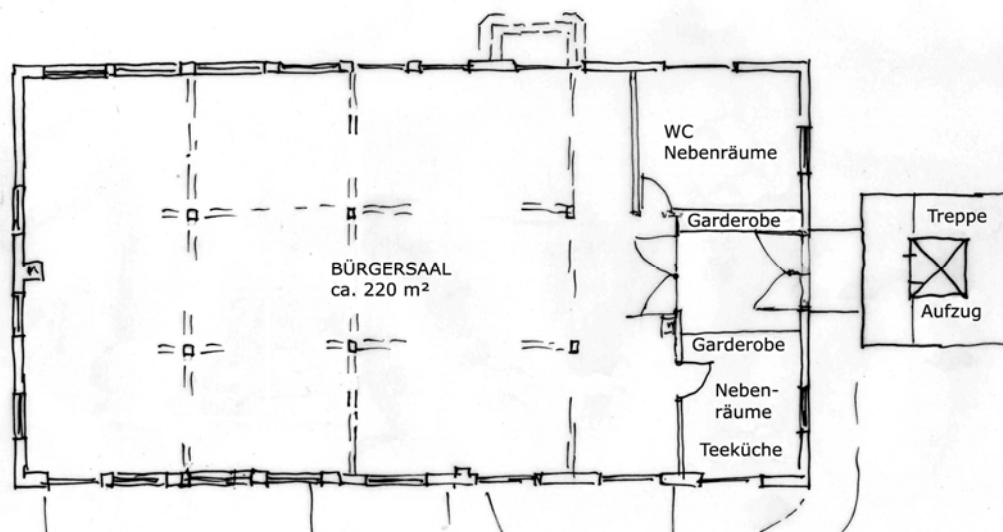 WC
Nebenräume
Garderobe
Treppe
BÜRGERSAAL
ca. 220 m²
Aufzug
Garderobe
Neben-
räume
Teeküche